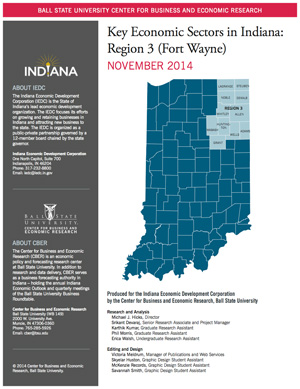 BALL STATE UNIVERSITY CENTER FOR BUSINESS AND ECONOMIC RESEARCH
Key Economic Sectors in Indiana:
Region 3 (Fort Wayne)
NOVEMBER 2014
INDIANA
ABOUT IEDC
The Indiana Economic Development
Corporation (IEDC) is the State of
Indiana's lead economic development
organization. The IEDC focuses its efforts
on growing and retaining businesses in
Indiana and attracting new business to
the state. The IEDC is organized as a
public-private partnership governed by a
12-member board chaired by the state
governor.
Indiana Economic Development Corporation
One North Capitol, Suite 700
Indianapolis, IN 46204
Phone: 317-232-8800
Email: iedc@iedc.in.gov
BALL STATE
UNIVERSITY
CENTER FOR BUSINESS AND
ECONOMIC RESEARCH
ABOUT CBER
The Center for Business and Economic
Research (CBER) is an economic
policy and forecasting research center
at Ball State University. In addition to
research and data delivery, CBER serves
as a business forecasting authority in
Indiana – holding the annual Indiana
Economic Outlook and quarterly meetings
of the Ball State University Business
Roundtable.
Center for Business and Economic Research
Ball State University (WB 149)
2000 W. University Ave.
Muncie, IN 47306-0360
Phone: 765-285-5926
Email: cber@bsu.edu
© 2014 Center for Business and Economic
Research, Ball State University.
LAGRANGE
STEUBEN
NOBLE
DEKALB
REGION 3
WHITLEY
ALLEN
WELLS
ADAMS
Produced for the Indiana Economic Development Corporation
by the Center for Business and Economic Research, Ball State University
Research and Analysis
Michael J. Hicks, Director
Srikant Devaraj, Senior Research Associate and Project Manager
Karthik Kumar, Graduate Research Assistant
Phil Morris, Graduate Research Assistant
Erica Walsh, Undergraduate Research Assistant
Editing and Design
Victoria Meldrum, Manager of Publications and Web Services
Skyelar Huston, Graphic Design Student Assistant
McKenzie Records, Graphic Design Student Assistant
Savannah Smith, Graphic Design Student Assistant